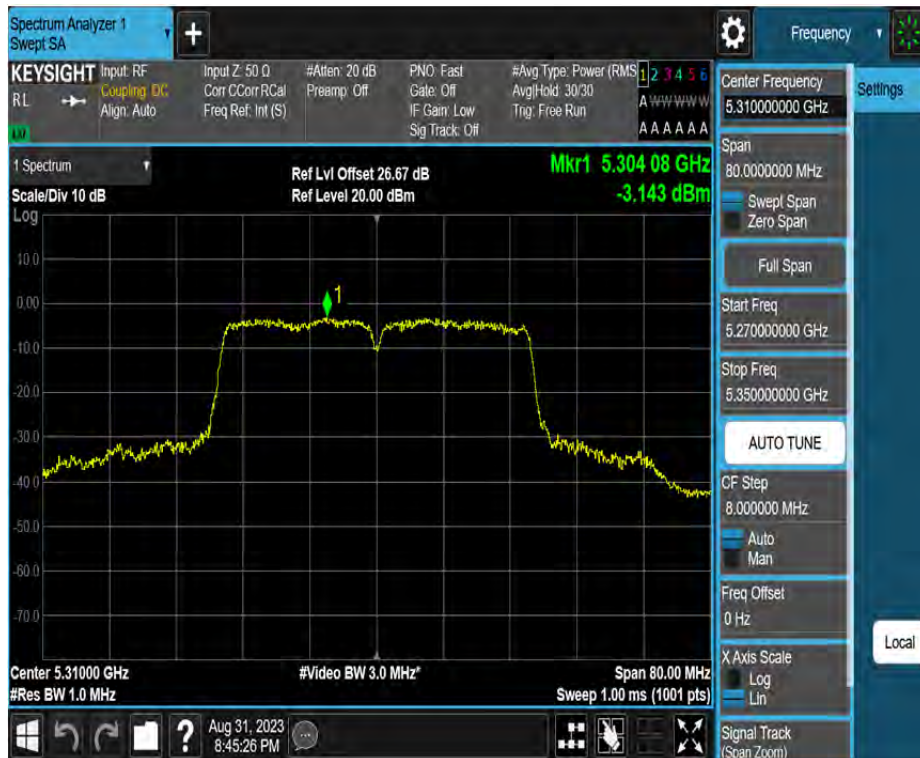 Spectrum Analyzer 1
Swept SA
+
Frequency
KEYSIGHT
RL
Input: RF
Coupling: DC
Align: Auto
Input Z: 50 Ω
Corr CCorr RCal
Freq Ref: Int (S)
#Atten: 20 dB
Preamp: Off
PNO: Fast
Gate: Off
IF Gain: Low
Sig Track: Off
#Avg Type: Power (RMS
Avg|Hold: 30/30
Trig: Free Run
1 2 3 4 5 6
A W W W W W
A A A A A A
1 Spectrum
Scale/Div 10 dB
Log
Ref Lvl Offset 26.67 dB
Ref Level 20.00 dBm
Mkr1 5.304 08 GHz
-3.143 dBm
10.0
0.00
-10.0
-20.0
-30.0
-40.0
-50.0
-60.0
-70.0
1
Center 5.31000 GHz
#Res BW 1.0 MHz
#Video BW 3.0 MHz*
Span 80.00 MHz
Sweep 1.00 ms (1001 pts)
?
Aug 31, 2023
8:45:26 PM
Center Frequency
5.310000000 GHz
Settings
Span
80.0000000 MHz
Swept Span
Zero Span
Full Span
Start Freq
5.270000000 GHz
Stop Freq
5.350000000 GHz
AUTO TUNE
CF Step
8.000000 MHz
Auto
Man
Freq Offset
0 Hz
Local
X Axis Scale
Log
Lin
Signal Track
(Span Zoom)